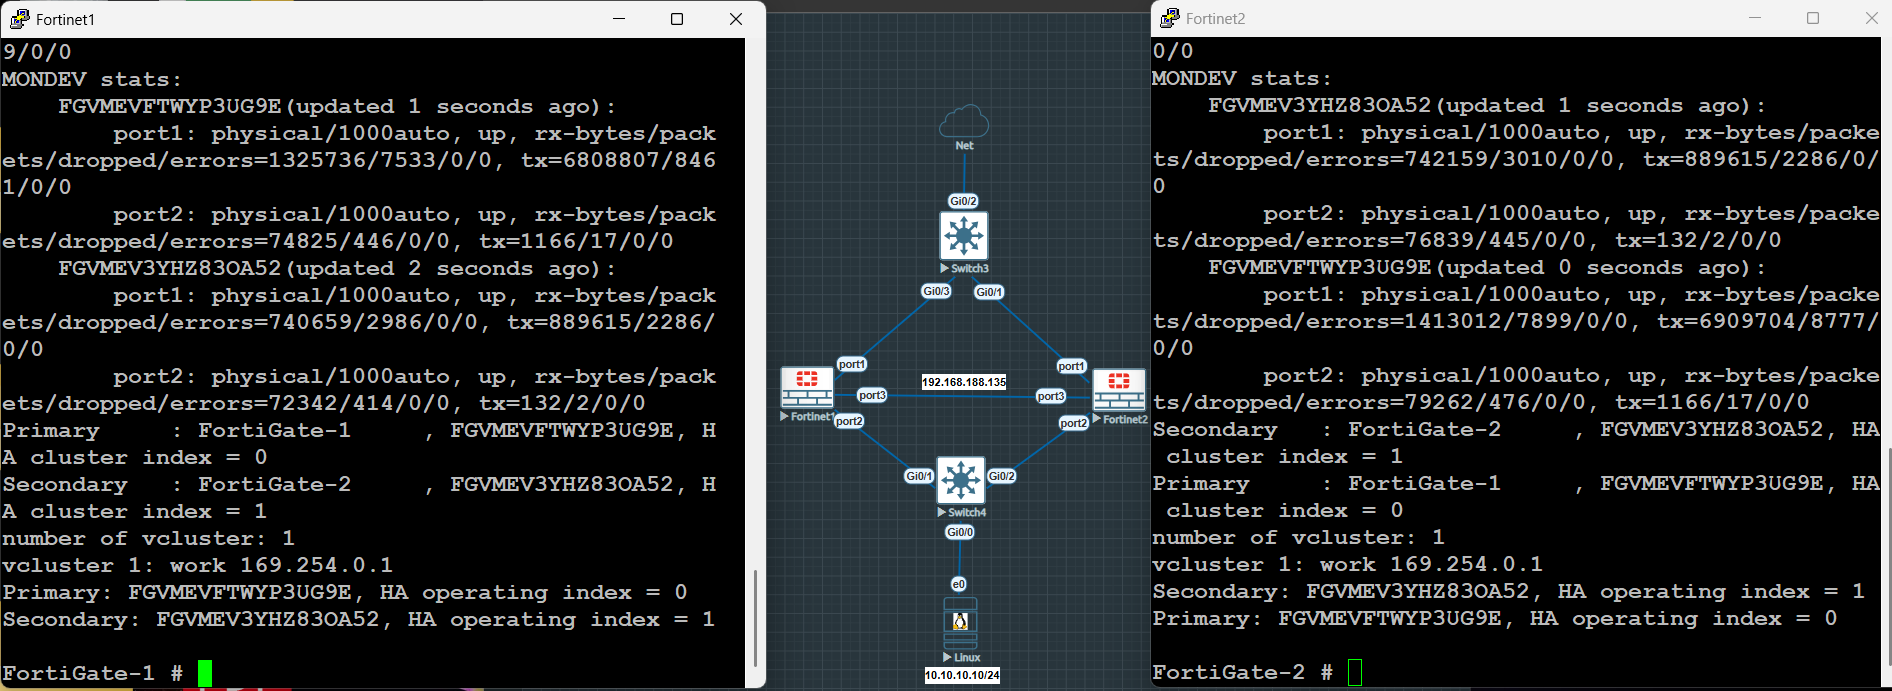 Fortinet1
9/0/0
MONDEV stats:
FGVMEVFTWYP3UG9E(updated 1 seconds ago):
port1: physical/1000auto, up, rx-bytes/pack
ets/dropped/errors=1325736/7533/0/0, tx=6808807/846
1/0/0
port2: physical/1000auto, up, rx-bytes/pack
ets/dropped/errors=74825/446/0/0, tx=1166/17/0/0
FGVMEV3YHZ83OA52(updated 2 seconds ago):
port1: physical/1000auto, up, rx-bytes/pack
ets/dropped/errors=740659/2986/0/0, tx=889615/2286/
0/0
port2: physical/1000auto, up, rx-bytes/pack
ets/dropped/errors=72342/414/0/0, tx=132/2/0/0
Primary     : FortiGate-1     , FGVMEVFTWYP3UG9E, H
A cluster index = 0
Secondary   : FortiGate-2     , FGVMEV3YHZ83OA52, H
A cluster index = 1
number of vcluster: 1
vcluster 1: work 169.254.0.1
Primary: FGVMEVFTWYP3UG9E, HA operating index = 0
Secondary: FGVMEV3YHZ83OA52, HA operating index = 1
FortiGate-1 #
Net
Gi0/2
Switch3
Gi0/3
Gi0/1
port1
port1
192.168.188.135
port3
port3
Fortinet1
Fortinet2
port2
port2
Gi0/1
Gi0/2
Switch4
Gi0/0
e0
Linux
10.10.10.10/24
Fortinet2
0/0
MONDEV stats:
FGVMEV3YHZ83OA52(updated 1 seconds ago):
port1: physical/1000auto, up, rx-bytes/packe
ts/dropped/errors=742159/3010/0/0, tx=889615/2286/0/
0
port2: physical/1000auto, up, rx-bytes/packe
ts/dropped/errors=76839/445/0/0, tx=132/2/0/0
FGVMEVFTWYP3UG9E(updated 0 seconds ago):
port1: physical/1000auto, up, rx-bytes/packe
ts/dropped/errors=1413012/7899/0/0, tx=6909704/8777/
0/0
port2: physical/1000auto, up, rx-bytes/packe
ts/dropped/errors=79262/476/0/0, tx=1166/17/0/0
Secondary   : FortiGate-2     , FGVMEV3YHZ83OA52, HA
cluster index = 1
Primary     : FortiGate-1     , FGVMEVFTWYP3UG9E, HA
cluster index = 0
number of vcluster: 1
vcluster 1: work 169.254.0.1
Secondary: FGVMEV3YHZ83OA52, HA operating index = 1
Primary: FGVMEVFTWYP3UG9E, HA operating index = 0
FortiGate-2 #